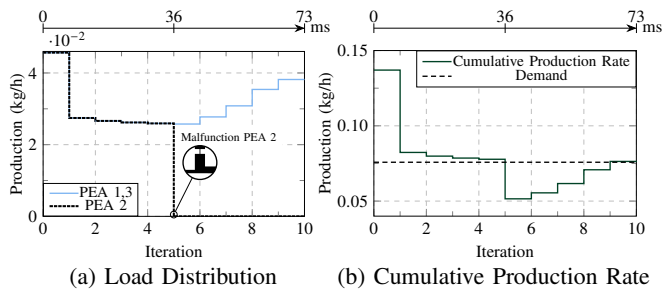 0 36 73 ms
0 36 73 ms
·10⁻²
4
2
0
Production (kg/h)
Malfunction PEA 2
PEA 1,3
PEA 2
0 2 4 6 8 10
Iteration
(a) Load Distribution
0.15
0.10
0.05
Production (kg/h)
Cumulative Production Rate
Demand
0 2 4 6 8 10
Iteration
(b) Cumulative Production Rate